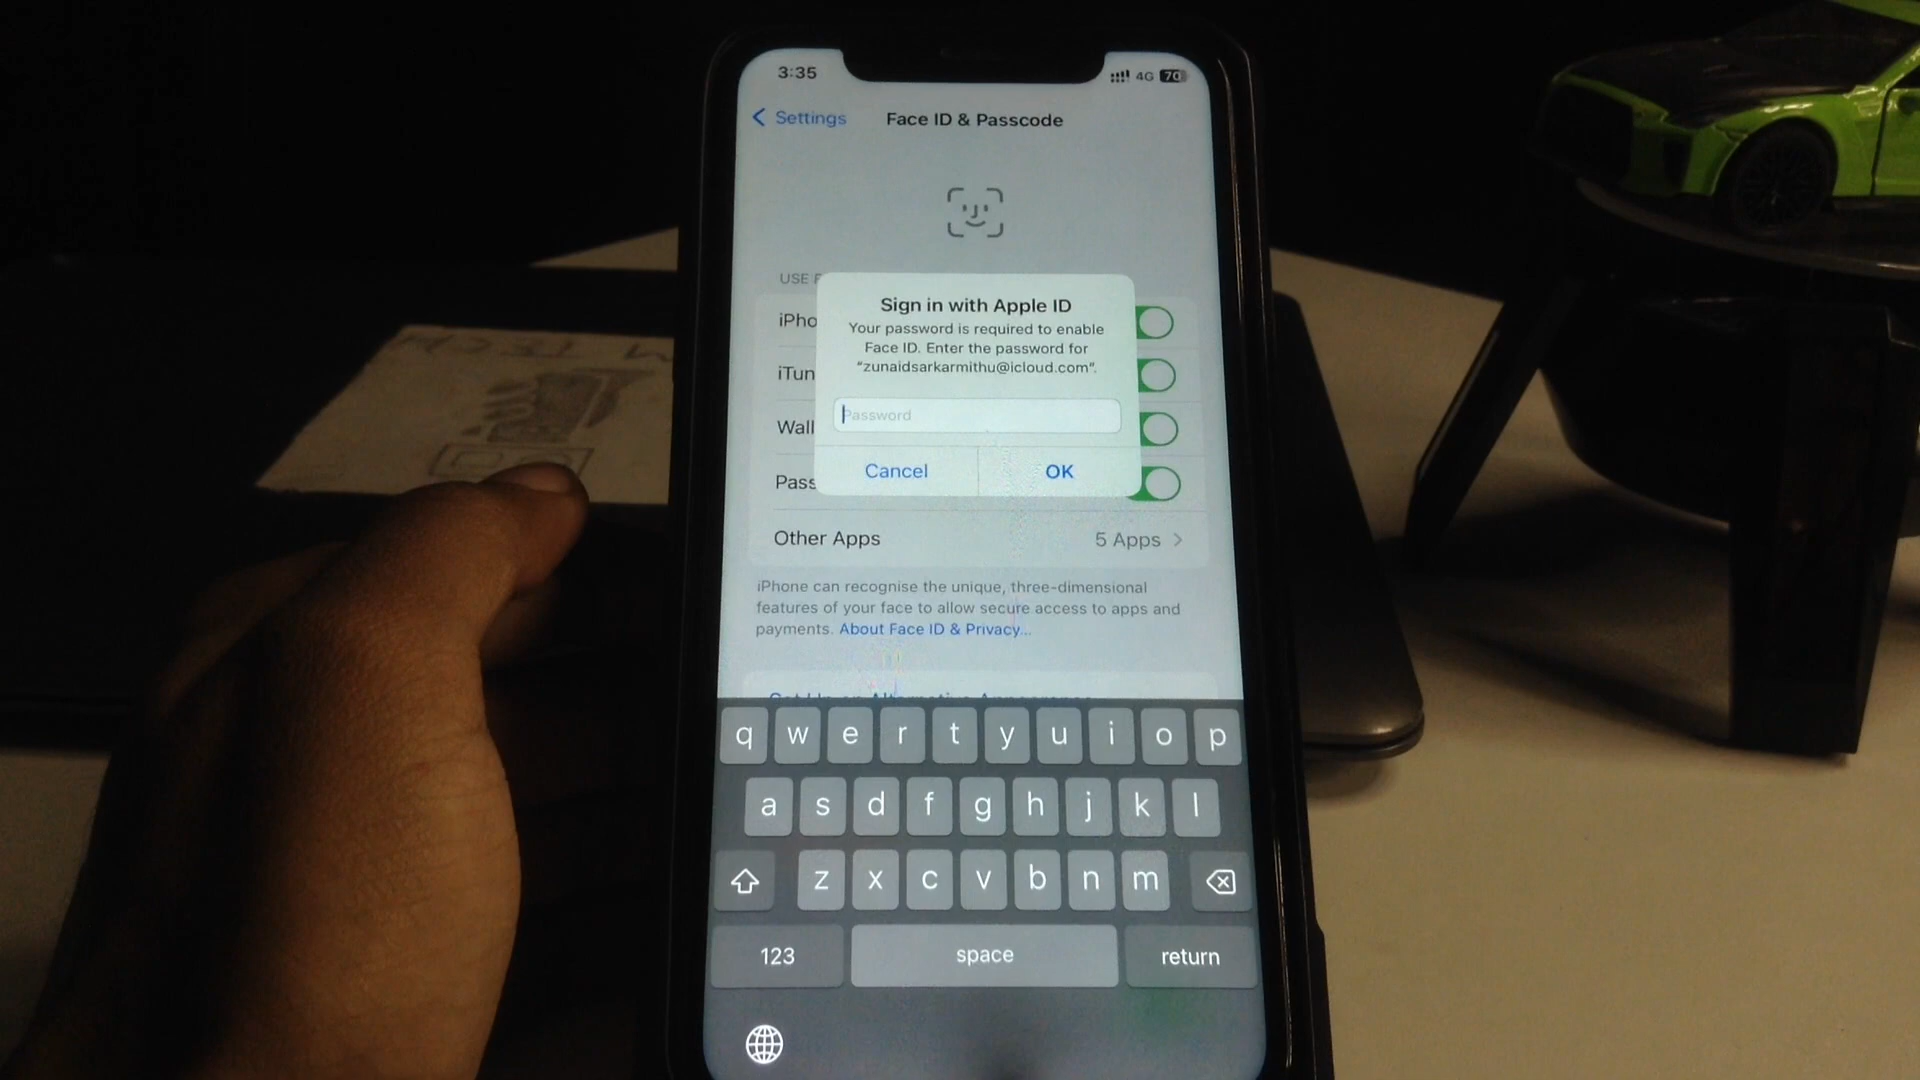 3:35
4G 70
Settings
Face ID & Passcode
USE
Sign in with Apple ID
Your password is required to enable
Face ID. Enter the password for
“zunaidsarkarmithu@icloud.com”.
Password
Cancel
OK
iPho
iTun
Wall
Pass
Other Apps
5 Apps
iPhone can recognise the unique, three-dimensional
features of your face to allow secure access to apps and
payments. About Face ID & Privacy...
q w e r t y u i o p
a s d f g h j k l
z x c v b n m
123
space
return